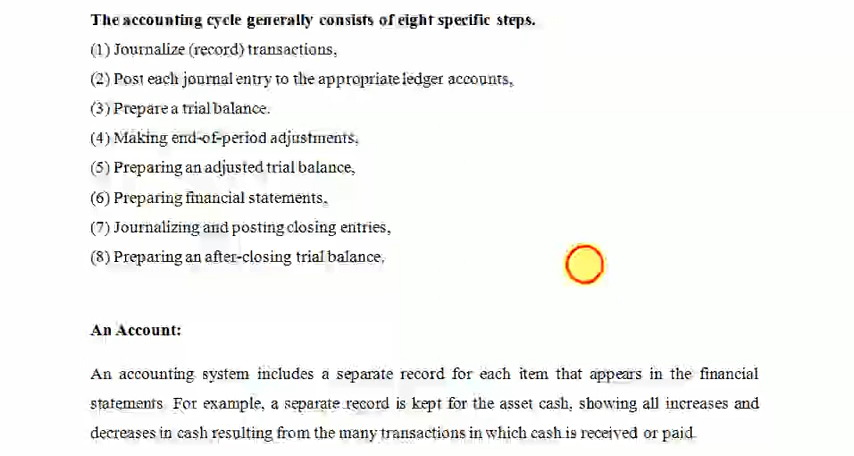 The accounting cycle generally consists of eight specific steps.
(1) Journalize (record) transactions,
(2) Post each journal entry to the appropriate ledger accounts,
(3) Prepare a trial balance.
(4) Making end-of-period adjustments,
(5) Preparing an adjusted trial balance,
(6) Preparing financial statements,
(7) Journalizing and posting closing entries,
(8) Preparing an after-closing trial balance.
An Account:
An accounting system includes a separate record for each item that appears in the financial
statements. For example, a separate record is kept for the asset cash, showing all increases and
decreases in cash resulting from the many transactions in which cash is received or paid.